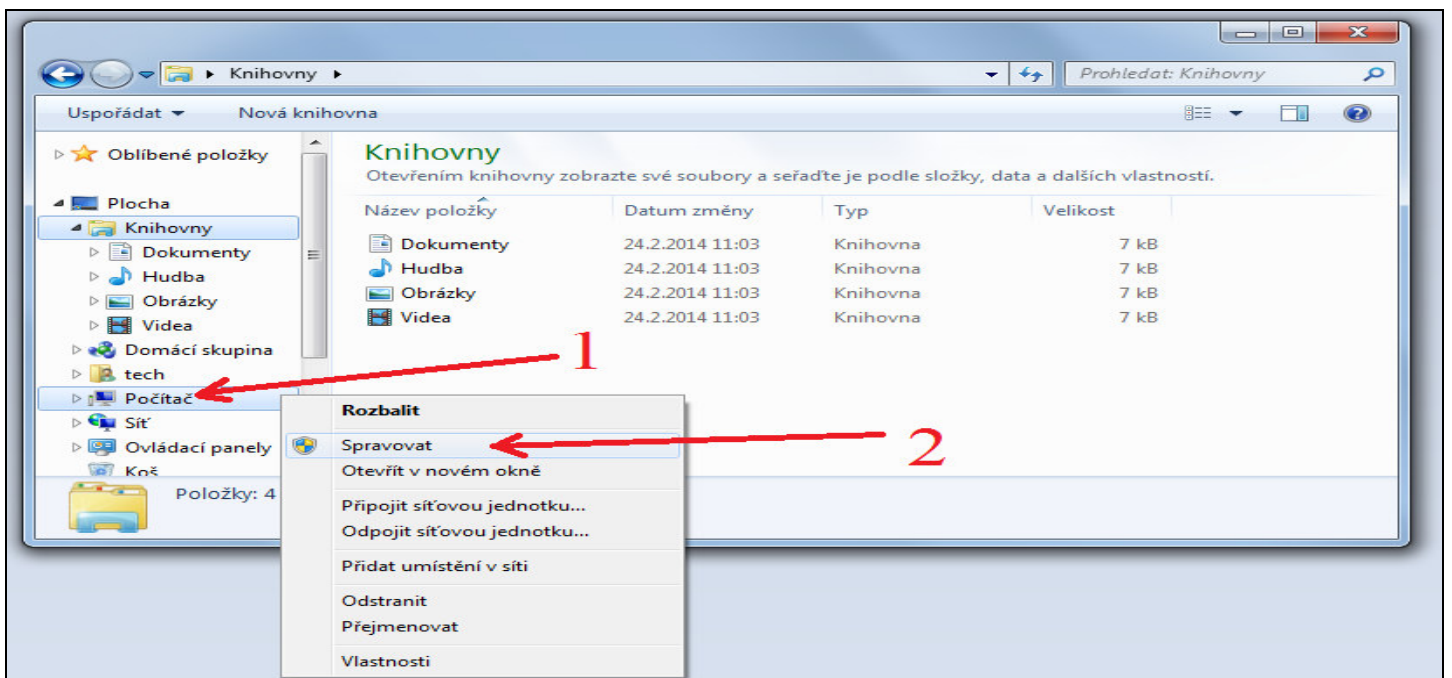 Knihovny
Prohledat: Knihovny
Uspořádat Nová knihovna
Oblíbené položky
Plocha
Knihovny
Dokumenty
Hudba
Obrázky
Videa
Domácí skupina
tech
Počítač
Síť
Ovládací panely
Koš
Knihovny
Otevřením knihovny zobrazte své soubory a seřaďte je podle složky, data a dalších vlastností.
Název položky Datum změny Typ Velikost
Dokumenty 24.2.2014 11:03 Knihovna 7 kB
Hudba 24.2.2014 11:03 Knihovna 7 kB
Obrázky 24.2.2014 11:03 Knihovna 7 kB
Videa 24.2.2014 11:03 Knihovna 7 kB
1
2
Rozbalit
Spravovat
Otevřít v novém okně
Připojit síťovou jednotku...
Odpojit síťovou jednotku...
Přidat umístění v síti
Odstranit
Přejmenovat
Vlastnosti
Položky: 4